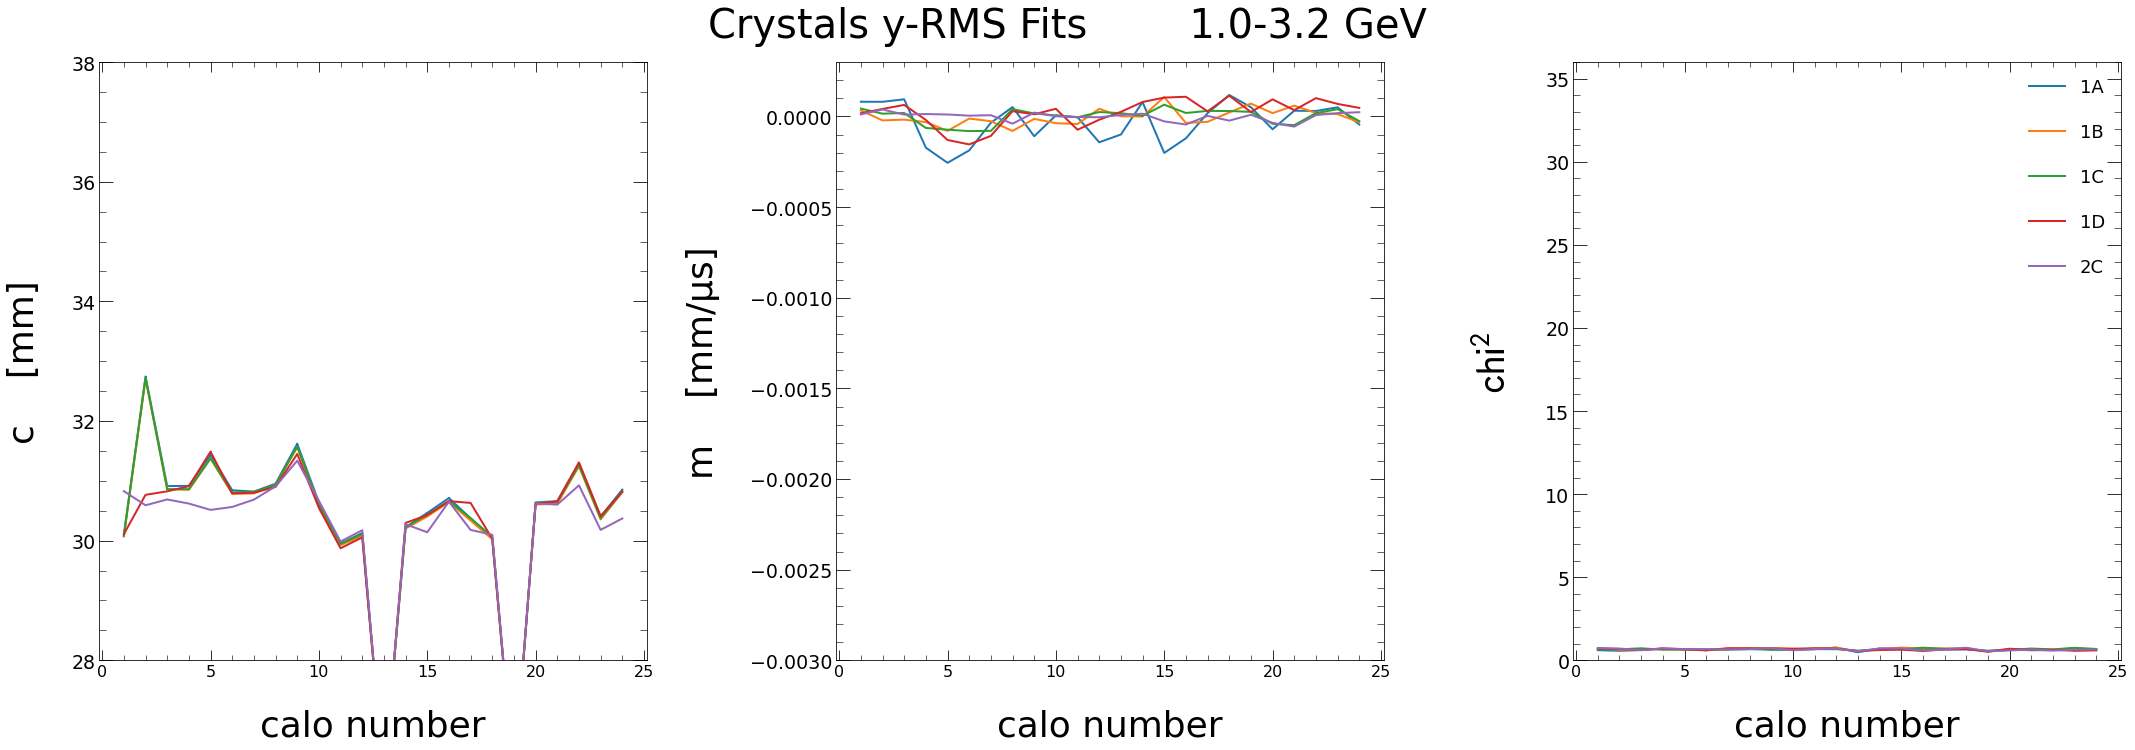 Crystals y-RMS Fits 1.0-3.2 GeV
38
36
34
32
30
28
0 5 10 15 20 25
c [mm]
calo number
0.0000
−0.0005
−0.0010
−0.0015
−0.0020
−0.0025
−0.0030
0 5 10 15 20 25
m [mm/µs]
calo number
35
30
25
20
15
10
5
0
0 5 10 15 20 25
chi²
calo number
1A
1B
1C
1D
2C